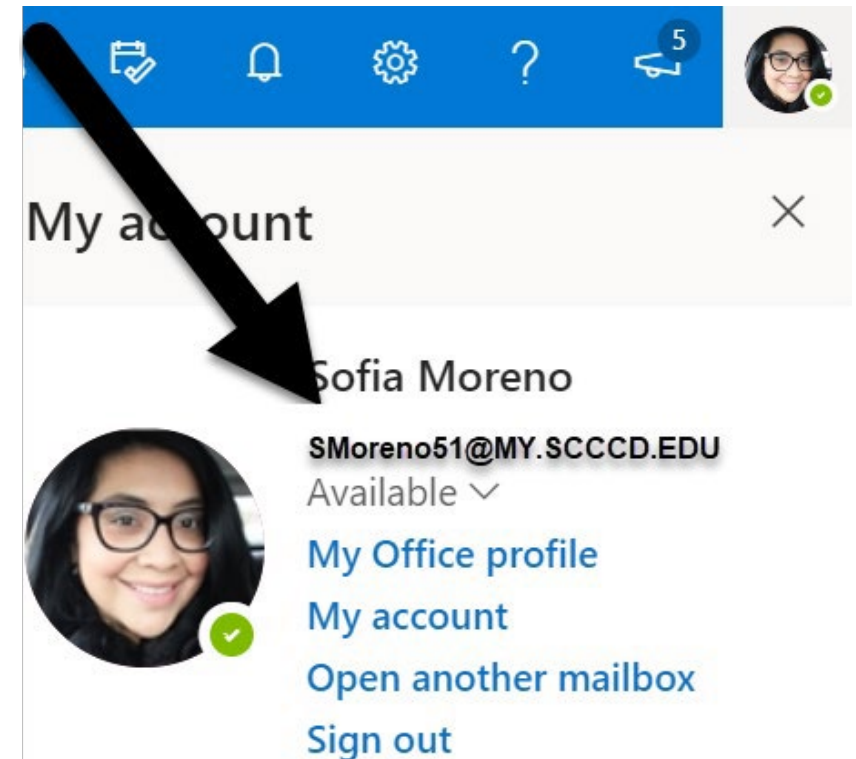 5
My account
Sofia Moreno
SMoreno51@MY.SCCCD.EDU
Available
My Office profile
My account
Open another mailbox
Sign out